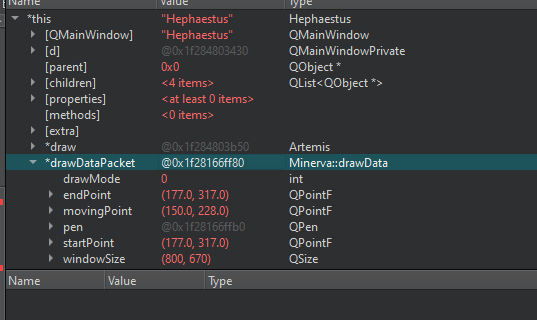 Name Value Type
*this "Hephaestus" Hephaestus
[QMainWindow] "Hephaestus" QMainWindow
[d] @0x1f284803430 QMainWindowPrivate
[parent] 0x0 QObject *
[children] <4 items> QList<QObject *>
[properties] <at least 0 items>
[methods] <0 items>
[extra]
*draw @0x1f284803b50 Artemis
*drawDataPacket @0x1f28166ff80 Minerva::drawData
drawMode 0 int
endPoint (177.0, 317.0) QPointF
movingPoint (150.0, 228.0) QPointF
pen @0x1f28166ffb0 QPen
startPoint (177.0, 317.0) QPointF
windowSize (800, 670) QSize
Name Value Type